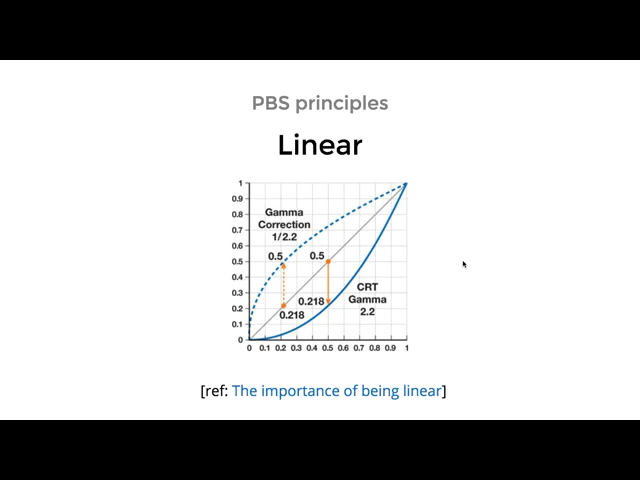 PBS principles
Linear
1
0.9
0.8
0.7
0.6
0.5
0.4
0.3
0.2
0.1
0
Gamma
Correction
1/2.2
0.5
0.5
0.218
0.218
CRT
Gamma
2.2
0 0.1 0.2 0.3 0.4 0.5 0.6 0.7 0.8 0.9 1
[ref: The importance of being linear]